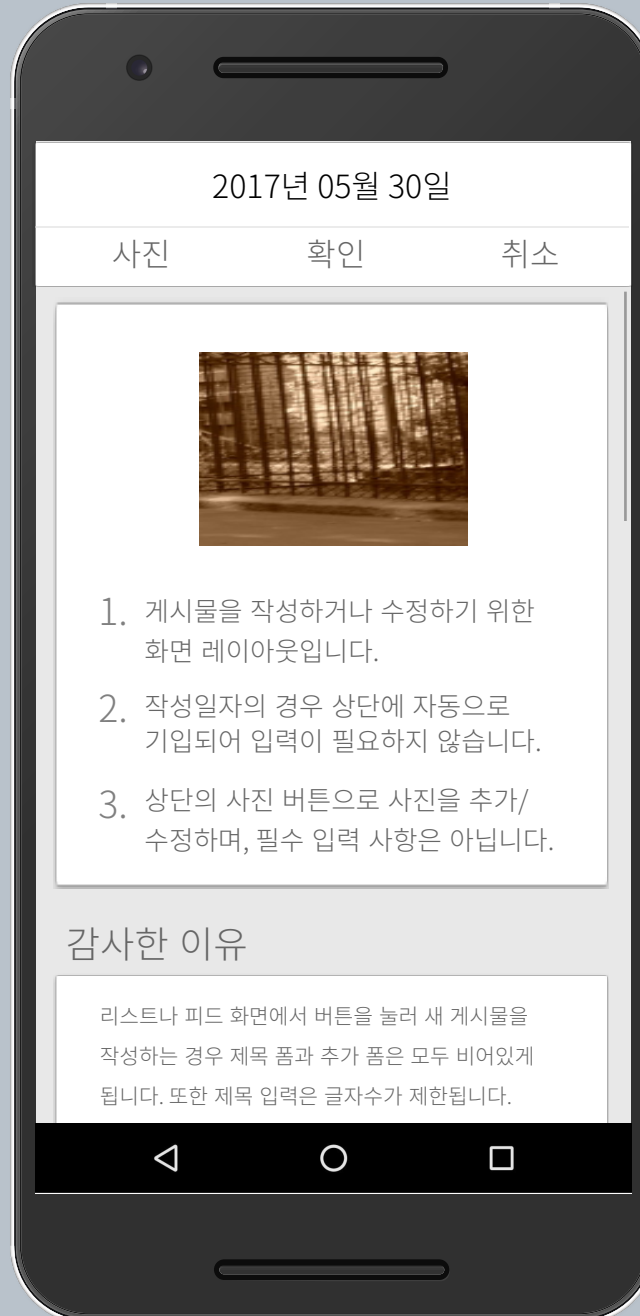 2017년 05월 30일
사진 확인 취소
1. 게시물을 작성하거나 수정하기 위한
화면 레이아웃입니다.
2. 작성일자의 경우 상단에 자동으로
기입되어 입력이 필요하지 않습니다.
3. 상단의 사진 버튼으로 사진을 추가/
수정하며, 필수 입력 사항은 아닙니다.
감사한 이유
리스트나 피드 화면에서 버튼을 눌러 새 게시물을
작성하는 경우 제목 폼과 추가 폼은 모두 비어있게
됩니다. 또한 제목 입력은 글자수가 제한됩니다.